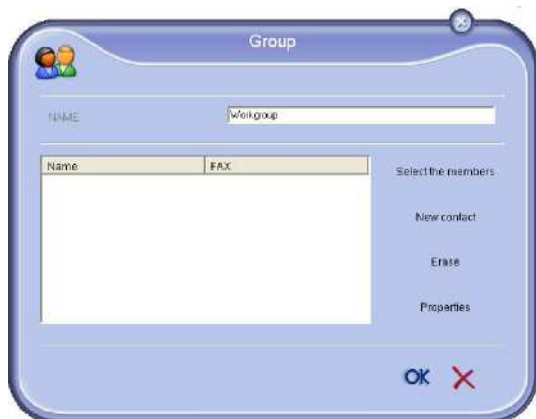 Group
NAME
Workgroup
Name FAX
Select the members
New contact
Erase
Properties
OK